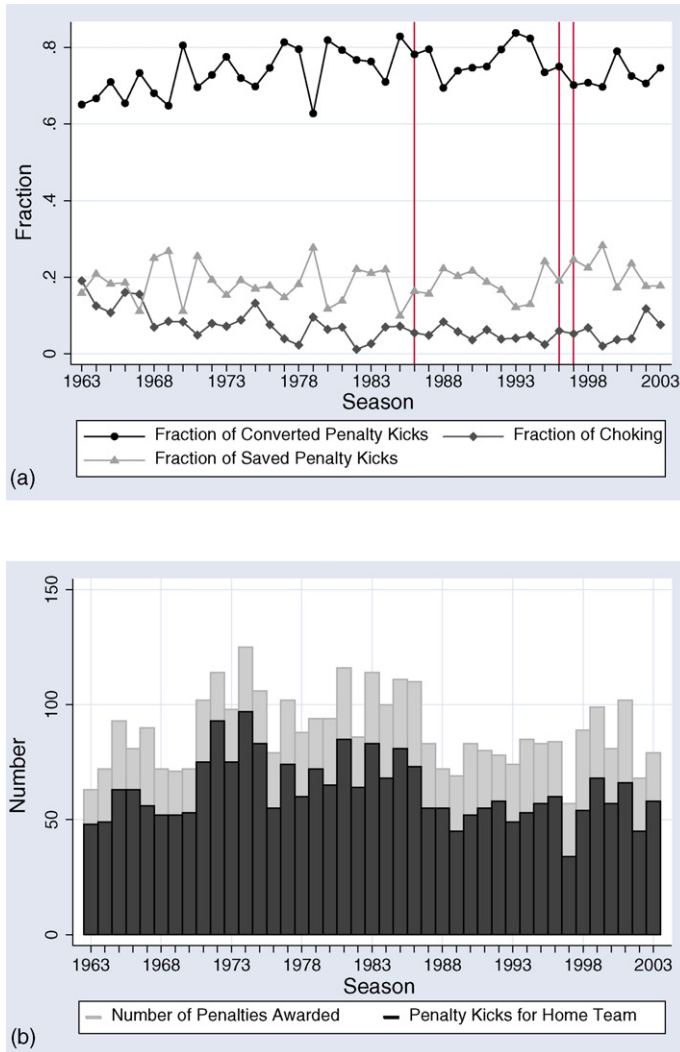 .8
.6
.4
.2
0
Fraction
1963 1968 1973 1978 1983 1988 1993 1998 2003
Season
Fraction of Converted Penalty Kicks Fraction of Choking
Fraction of Saved Penalty Kicks
(a)
150
100
50
0
Number
1963 1968 1973 1978 1983 1988 1993 1998 2003
Season
Number of Penalties Awarded Penalty Kicks for Home Team
(b)